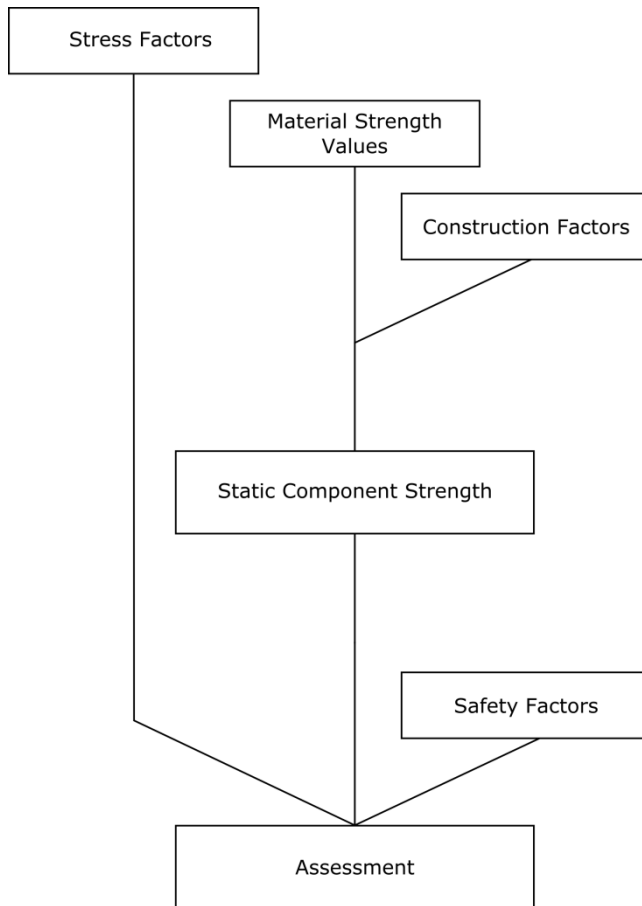 Stress Factors
Material Strength
Values
Construction Factors
Static Component Strength
Safety Factors
Assessment